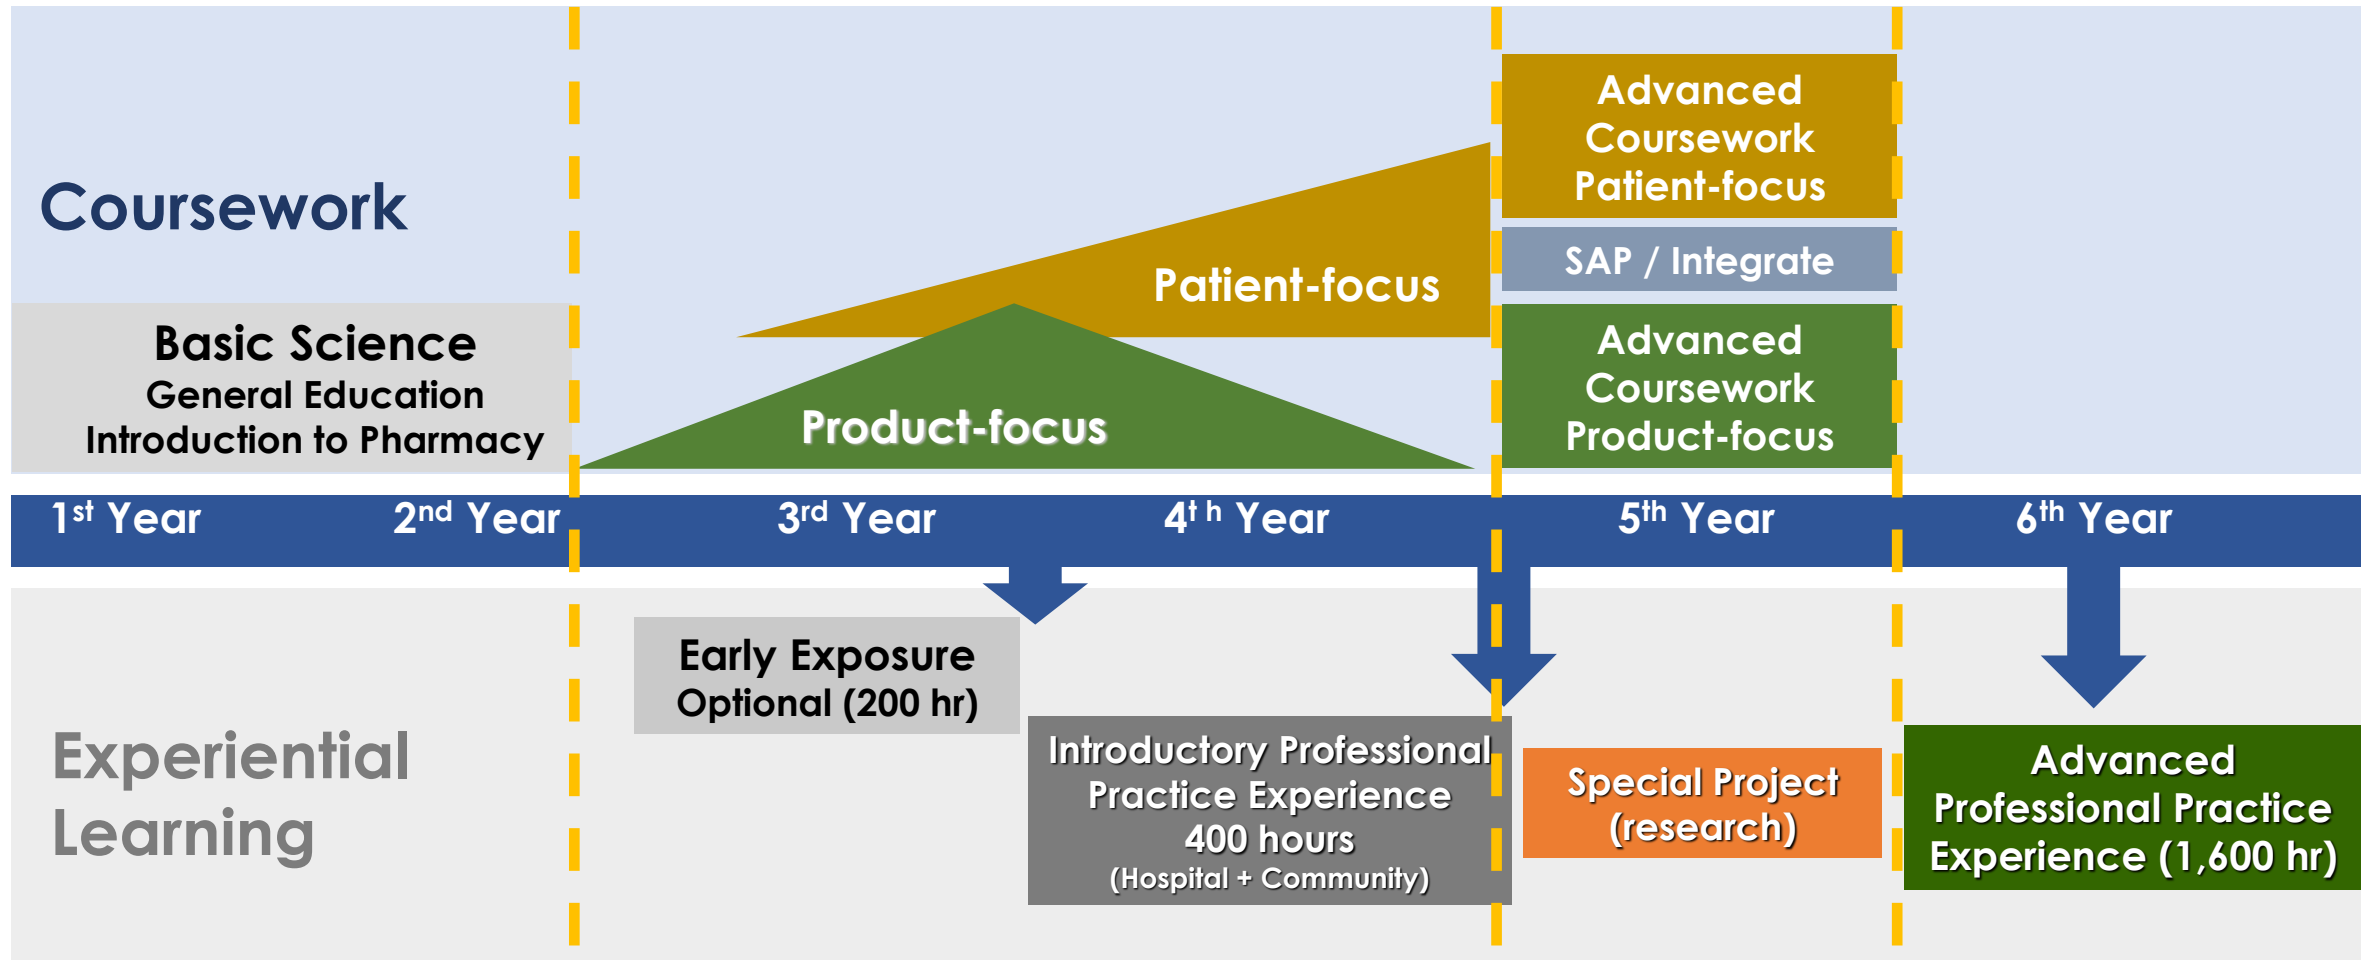 Coursework
Basic Science
General Education
Introduction to Pharmacy
Patient-focus
Product-focus
Advanced
Coursework
Patient-focus
SAP / Integrate
Advanced
Coursework
Product-focus
1st Year
2nd Year
3rd Year
4t h Year
5th Year
6th Year
Experiential
Learning
Early Exposure
Optional (200 hr)
Introductory Professional
Practice Experience
400 hours
(Hospital + Community)
Special Project
(research)
Advanced
Professional Practice
Experience (1,600 hr)